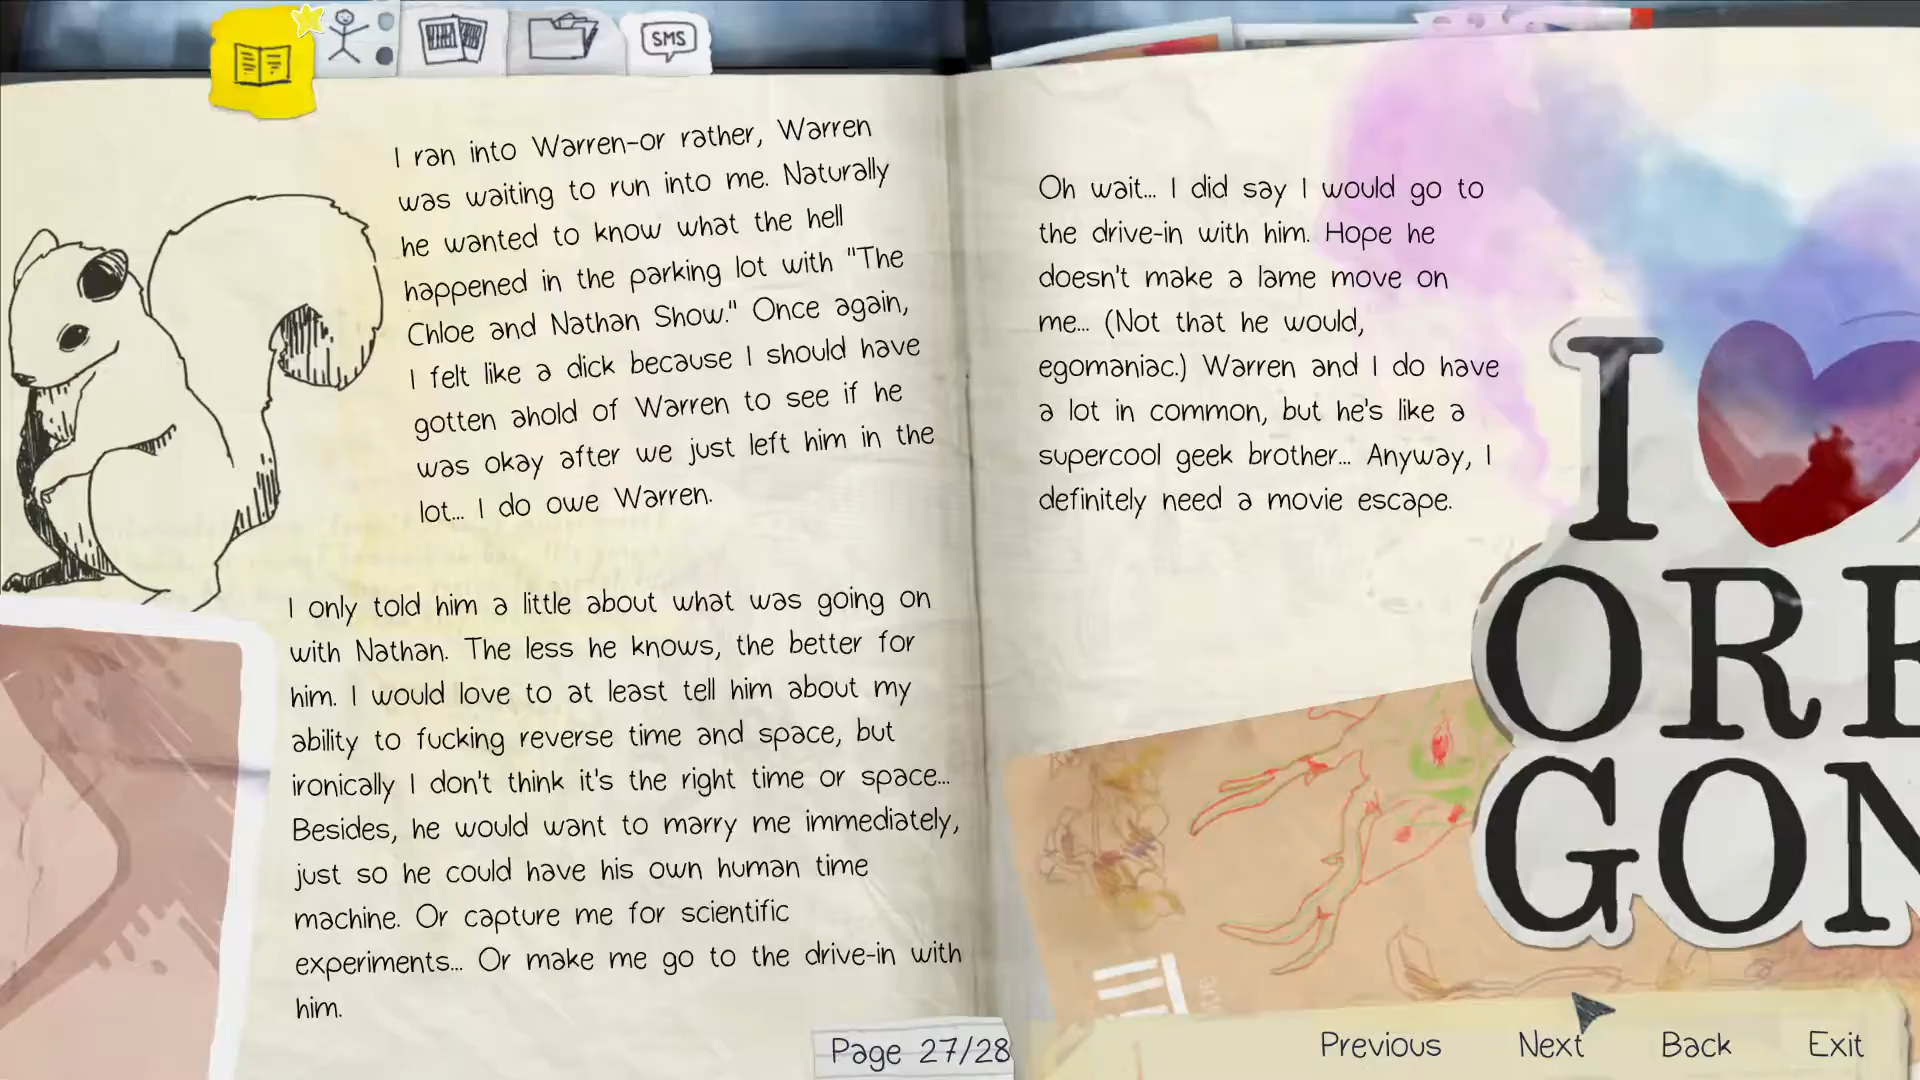 SMS
I ran into Warren-or rather, Warren
was waiting to run into me. Naturally
he wanted to know what the hell
happened in the parking lot with "The
Chloe and Nathan Show." Once again,
I felt like a dick because I should have
gotten ahold of Warren to see if he
was okay after we just left him in the
lot... I do owe Warren.
I only told him a little about what was going on
with Nathan. The less he knows, the better for
him. I would love to at least tell him about my
ability to fucking reverse time and space, but
ironically I don't think it's the right time or space...
Besides, he would want to marry me immediately,
just so he could have his own human time
machine. Or capture me for scientific
experiments... Or make me go to the drive-in with
him.
Page 27/28
Oh wait... I did say I would go to
the drive-in with him. Hope he
doesn't make a lame move on
me... (Not that he would,
egomaniac.) Warren and I do have
a lot in common, but he's like a
supercool geek brother... Anyway, I
definitely need a movie escape.
I
ORE
GON
Previous Next Back Exit